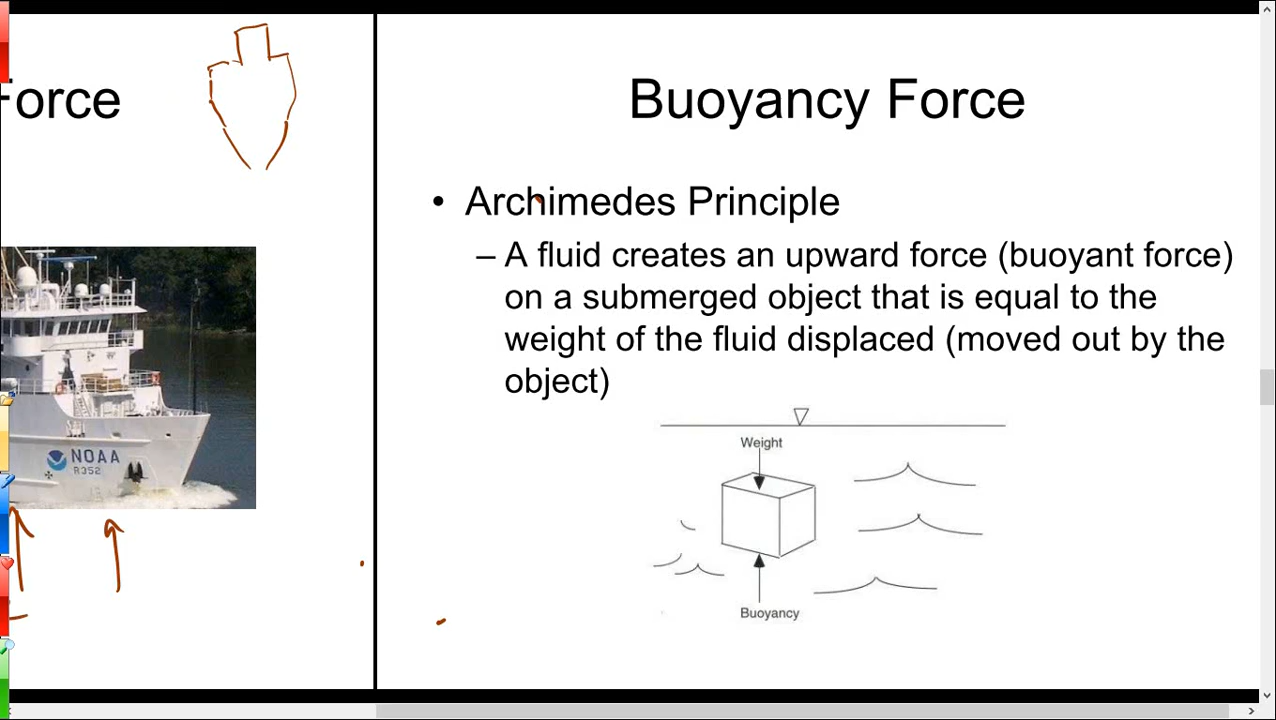 Force
NOAA
R352
Buoyancy Force
• Archimedes Principle
– A fluid creates an upward force (buoyant force)
on a submerged object that is equal to the
weight of the fluid displaced (moved out by the
object)
Weight
Buoyancy